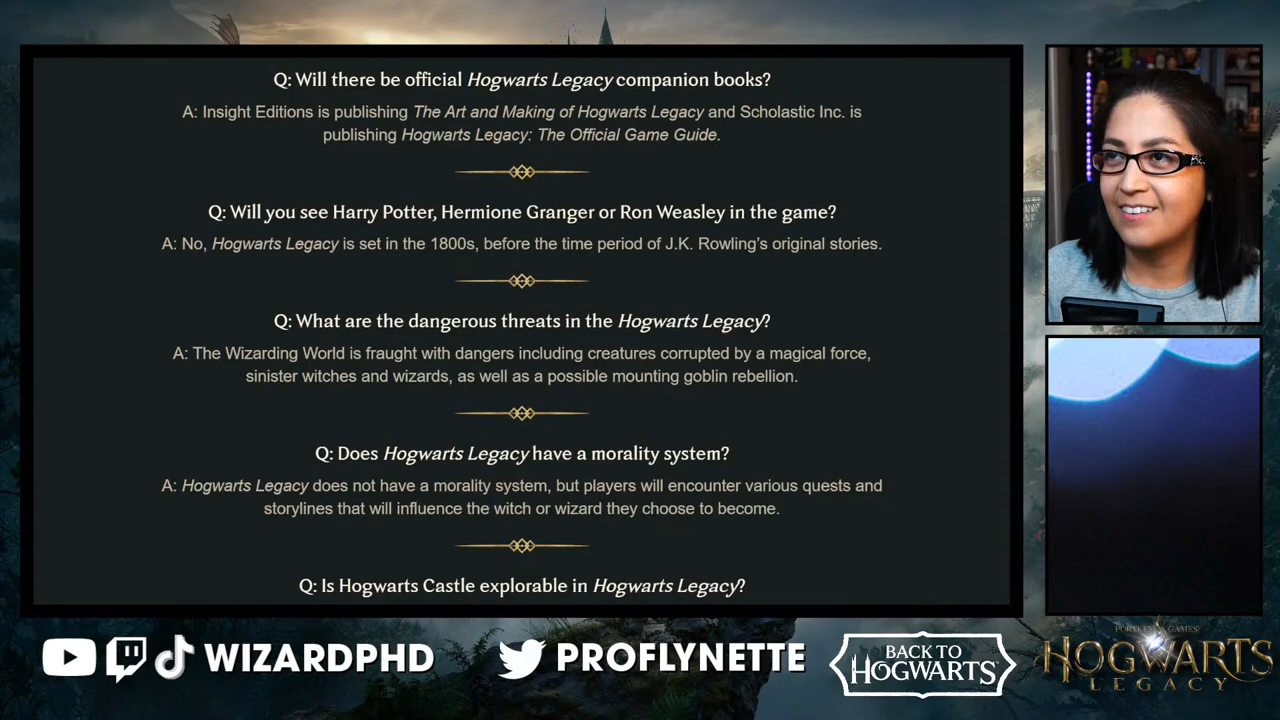 Q: Will there be official Hogwarts Legacy companion books?
A: Insight Editions is publishing The Art and Making of Hogwarts Legacy and Scholastic Inc. is
publishing Hogwarts Legacy: The Official Game Guide.
Q: Will you see Harry Potter, Hermione Granger or Ron Weasley in the game?
A: No, Hogwarts Legacy is set in the 1800s, before the time period of J.K. Rowling's original stories.
Q: What are the dangerous threats in the Hogwarts Legacy?
A: The Wizarding World is fraught with dangers including creatures corrupted by a magical force,
sinister witches and wizards, as well as a possible mounting goblin rebellion.
Q: Does Hogwarts Legacy have a morality system?
A: Hogwarts Legacy does not have a morality system, but players will encounter various quests and
storylines that will influence the witch or wizard they choose to become.
Q: Is Hogwarts Castle explorable in Hogwarts Legacy?
WIZARDPHD
PROFLYNETTE
BACK TO
HOGWARTS
PORTKEY GAMES
HOGWARTS
LEGACY